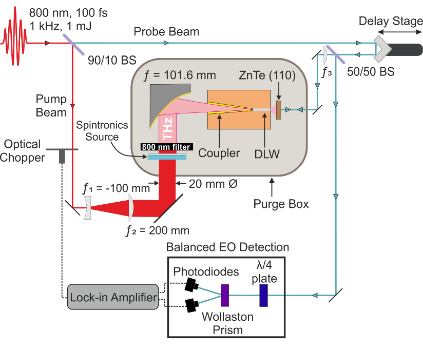 800 nm, 100 fs
1 kHz, 1 mJ
Probe Beam
Delay Stage
90/10 BS
f = 101.6 mm
ZnTe (110)
f3
50/50 BS
Pump
Beam
THz
Spintronics
Source
Optical
Chopper
800 nm filter
Coupler
DLW
f1 = -100 mm
20 mm Ø
Purge Box
f2 = 200 mm
Balanced EO Detection
Photodiodes
λ/4
plate
Lock-in Amplifier
Wollaston
Prism